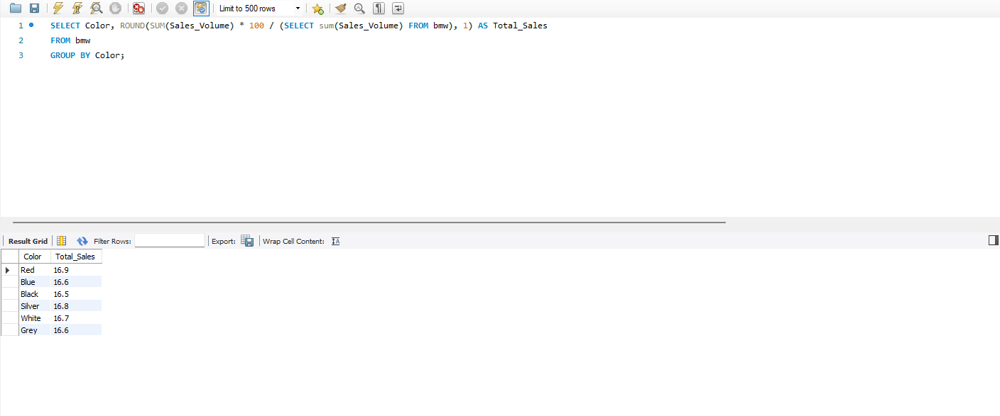 Limit to 500 rows
1 SELECT Color, ROUND(SUM(Sales_Volume) * 100 / (SELECT sum(Sales_Volume) FROM bmw), 1) AS Total_Sales
2 FROM bmw
3 GROUP BY Color;
Result Grid Filter Rows: Export: Wrap Cell Content:
Color Total_Sales
Red 16.9
Blue 16.6
Black 16.5
Silver 16.8
White 16.7
Grey 16.6